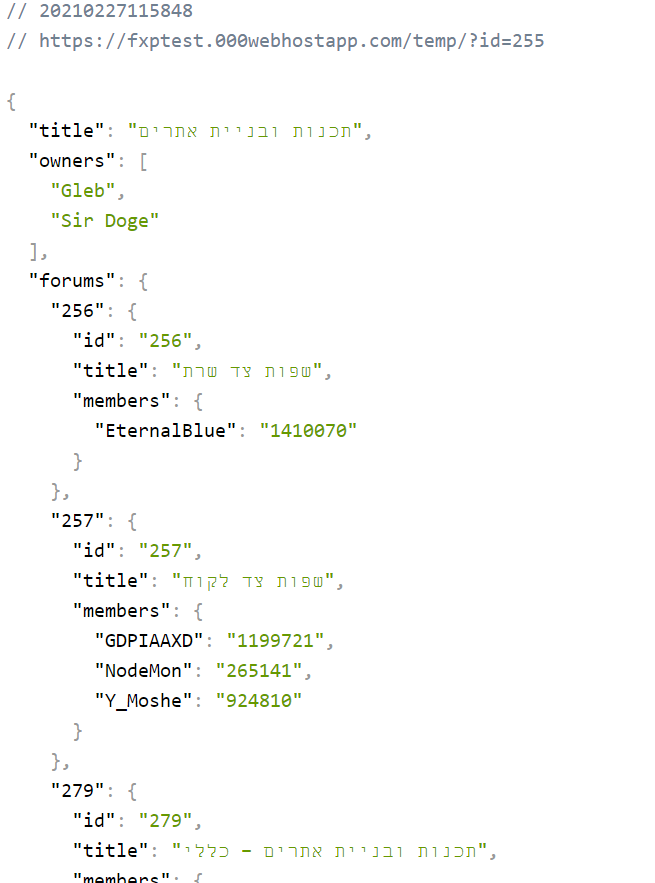 // 20210227115848
// https://fxptest.000webhostapp.com/temp/?id=255
{
"title": "תכנות ובניית אתרים",
"owners": [
"Gleb",
"Sir Doge"
],
"forums": {
"256": {
"id": "256",
"title": "שפות צד שרת",
"members": {
"EternalBlue": "1410070"
}
},
"257": {
"id": "257",
"title": "שפות צד לקוח",
"members": {
"GDPIAAXD": "1199721",
"NodeMon": "265141",
"Y_Moshe": "924810"
}
},
"279": {
"id": "279",
"title": "תכנות ובניית אתרים - כללי",
"members": {